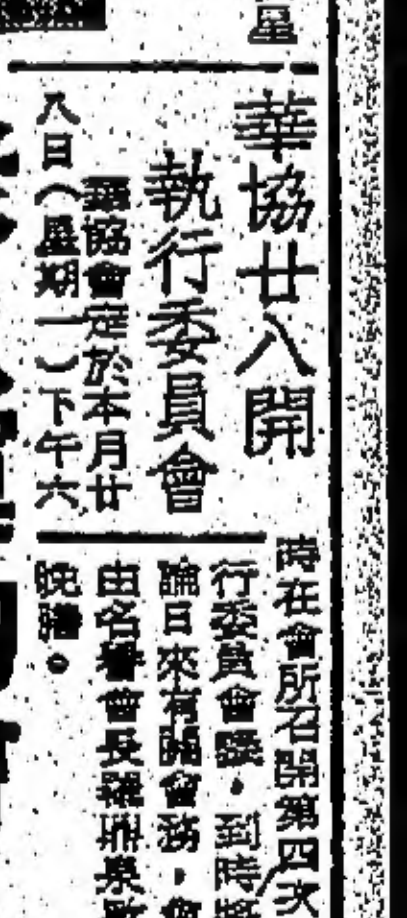 星
華協廿八開
執行委員會
華協會定於本月廿
八日(星期一)下午六
時在會所召開第四次
行委員會議,到時將
論日來有關會務,會
由名譽會長
晚膳。